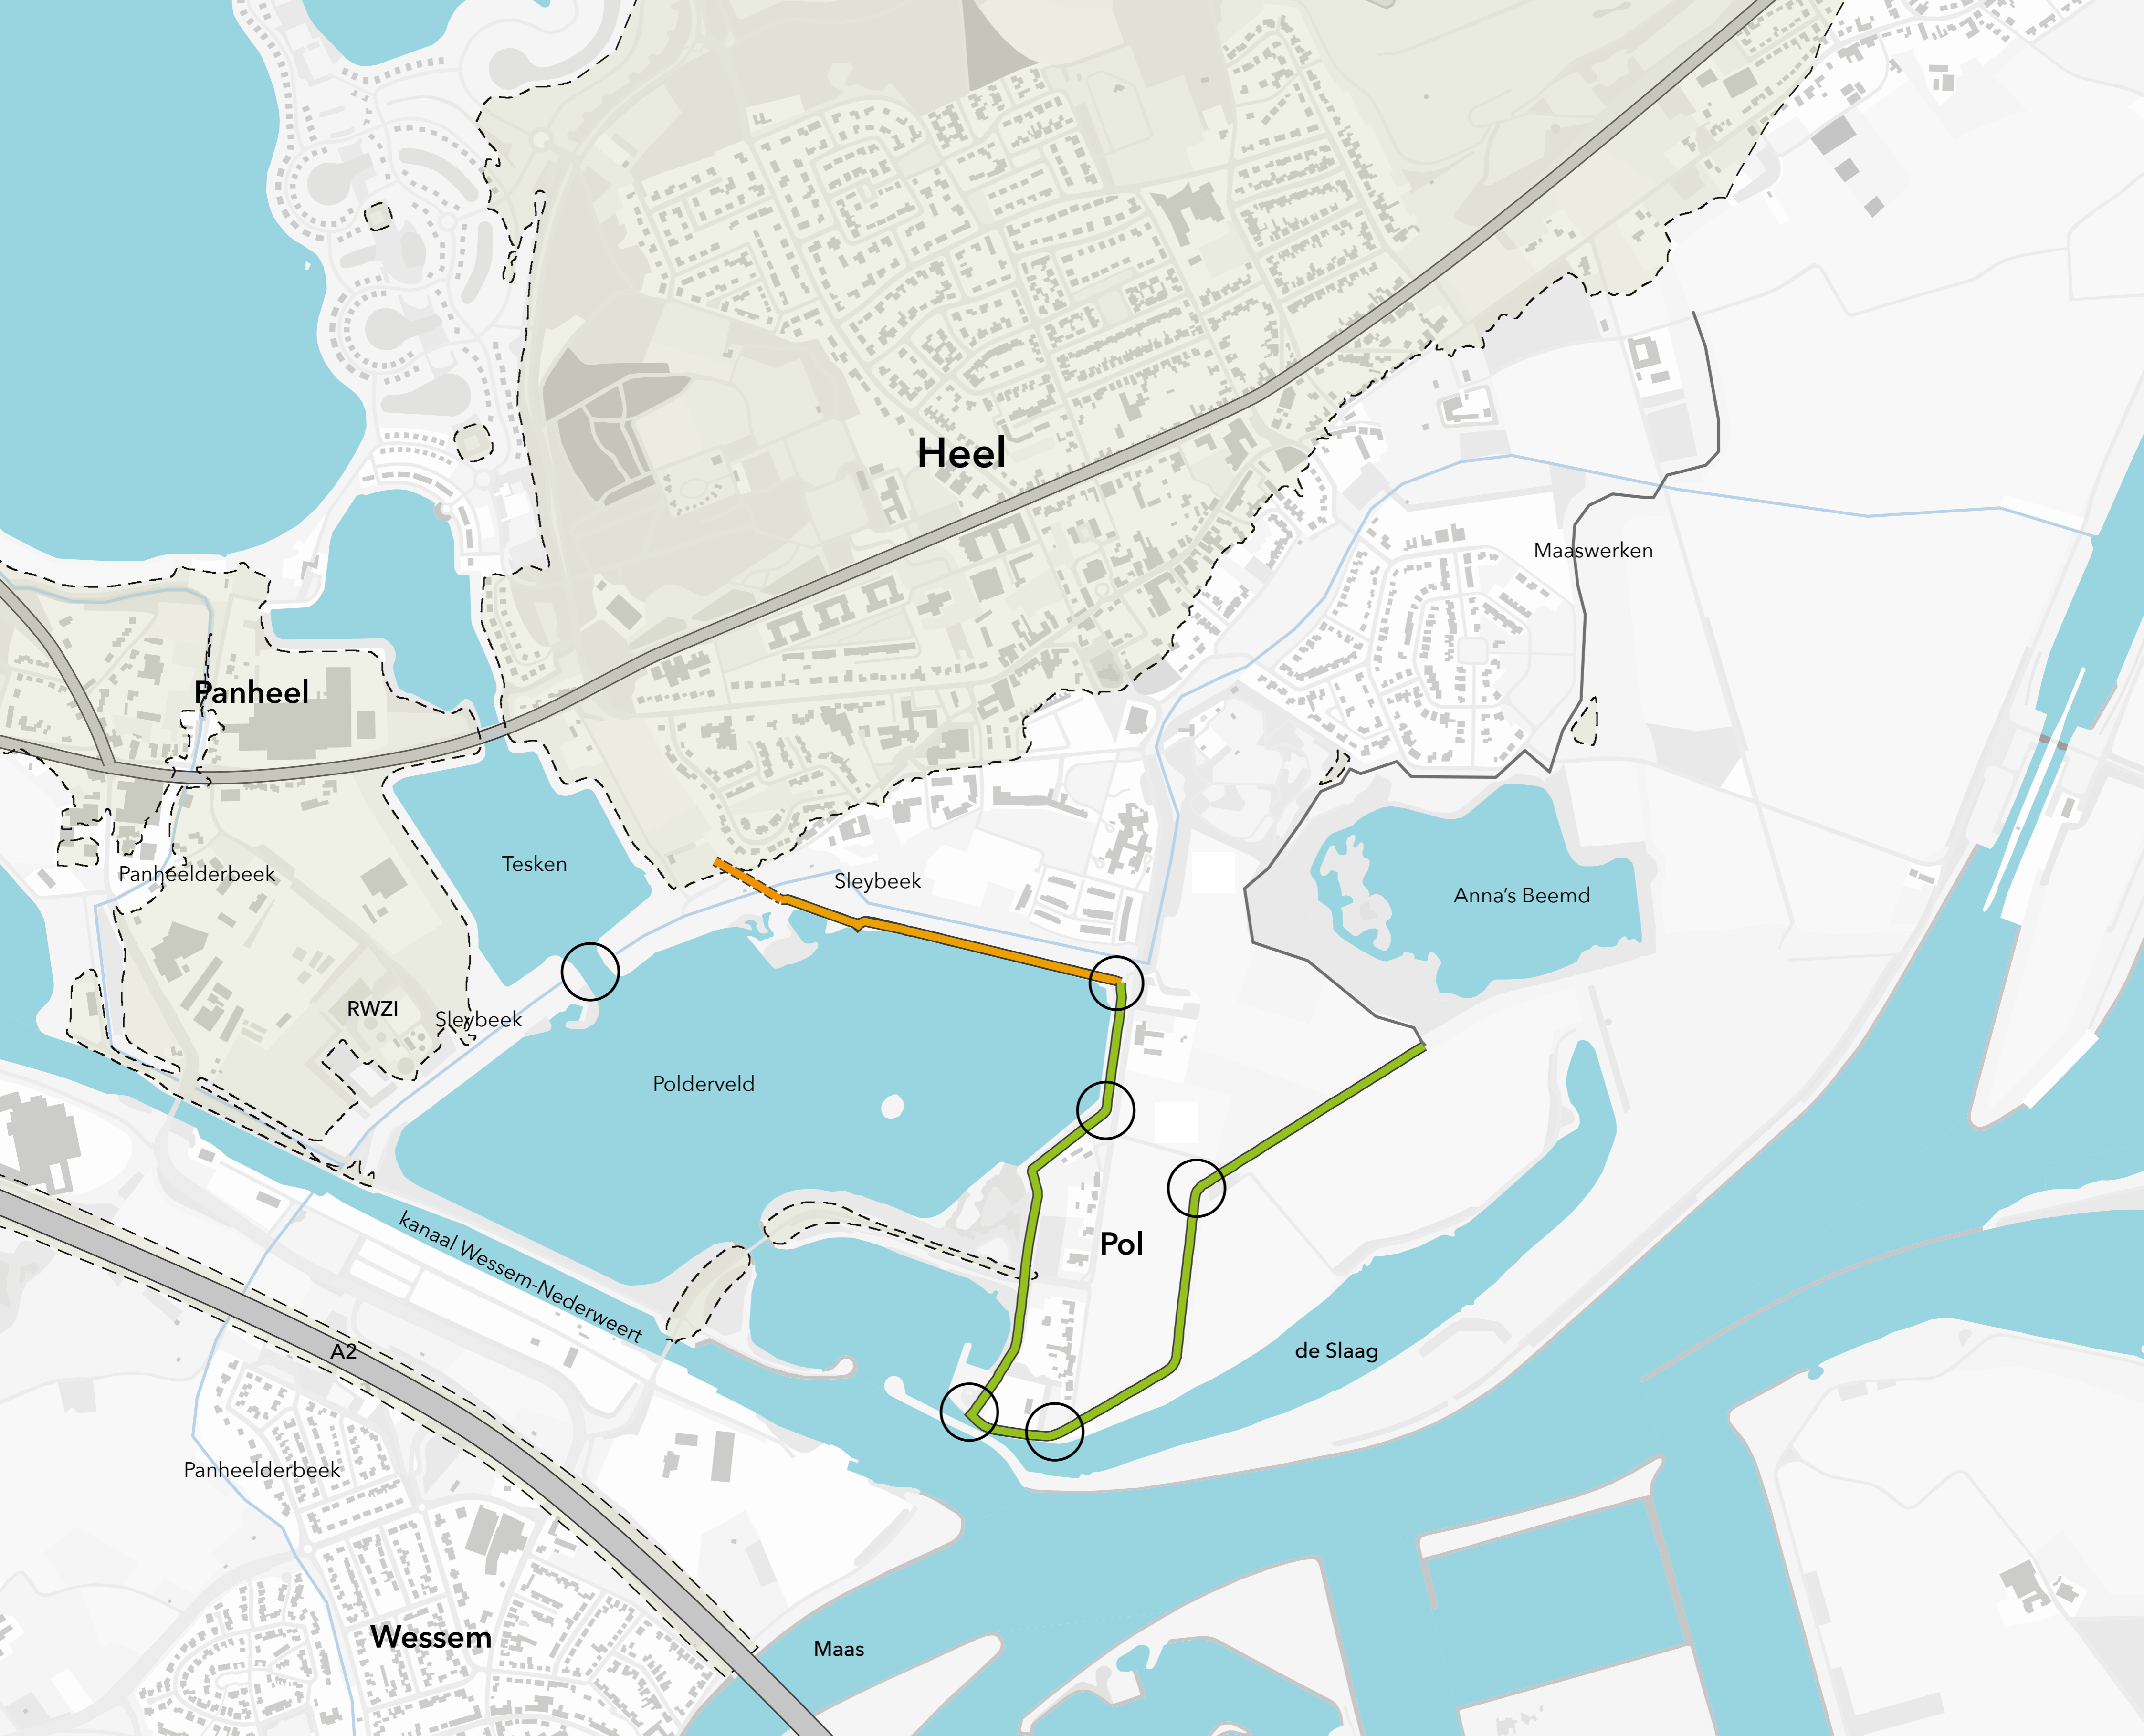 Heel
Maaswerken
Panheel
Tesken
Panheelderbeek
Sleybeek
Anna's Beemd
RWZI
Sleybeek
Polderveld
Pol
kanaal Wessem-Nederweert
A2
de Slaag
Panheelderbeek
Wessem
Maas